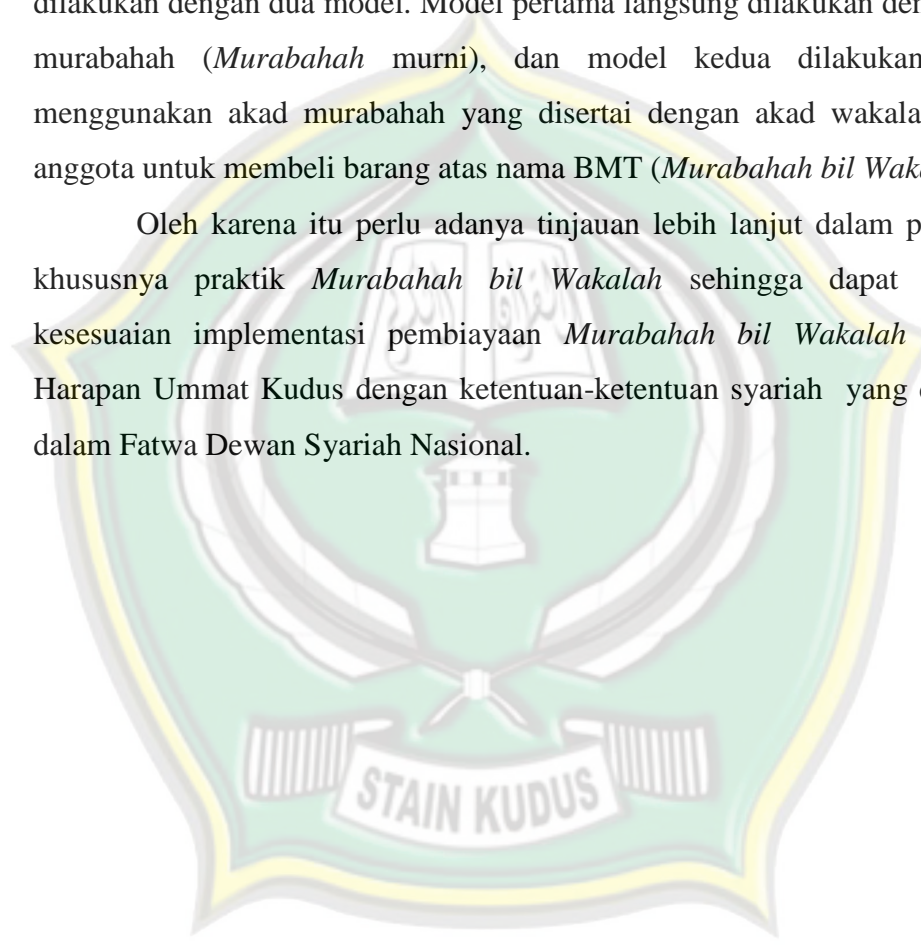 dilakukan dengan dua model. Model pertama langsung dilakukan
murabahah (Murabahah murni), dan model kedua dilakukan
menggunakan akad murabahah yang disertai dengan akad
anggota untuk membeli barang atas nama BMT (Murabahah bil
Oleh karena itu perlu adanya tinjauan lebih lanjut dalam
khususnya praktik Murabahah bil Wakalah sehingga dapat
kesesuaian implementasi pembiayaan Murabahah bil Wakalah
Harapan Ummat Kudus dengan ketentuan-ketentuan syariah yang
dalam Fatwa Dewan Syariah Nasional.
STAIN KUDUS